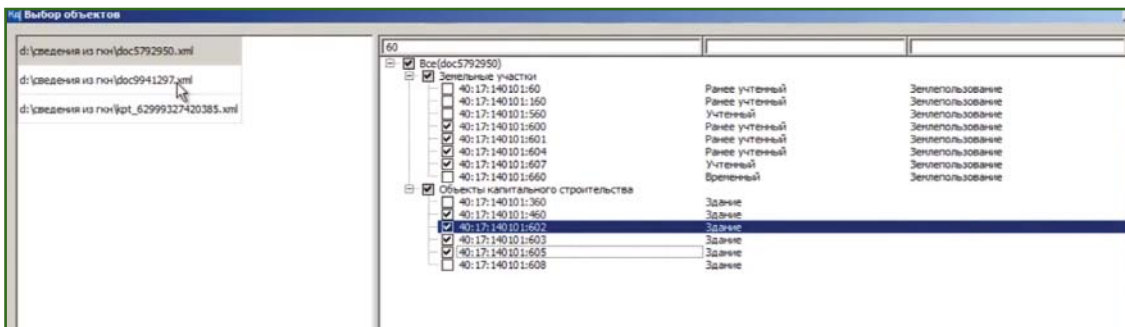 Выбор объектов
d:\сведения из гкн\doc5792950.xml
d:\сведения из гкн\doc9941297.xml
d:\сведения из гкн\kpt_62999327420385.xml
60
Все(doc5792950)
Земельные участки
40:17:140101:60 Ранее учтенный Землепользование
40:17:140101:160 Ранее учтенный Землепользование
40:17:140101:560 Учтенный Землепользование
40:17:140101:600 Ранее учтенный Землепользование
40:17:140101:601 Ранее учтенный Землепользование
40:17:140101:604 Ранее учтенный Землепользование
40:17:140101:607 Учтенный Землепользование
40:17:140101:660 Временный Землепользование
Объекты капитального строительства
40:17:140101:360 Здание
40:17:140101:460 Здание
40:17:140101:602 Здание
40:17:140101:603 Здание
40:17:140101:605 Здание
40:17:140101:608 Здание